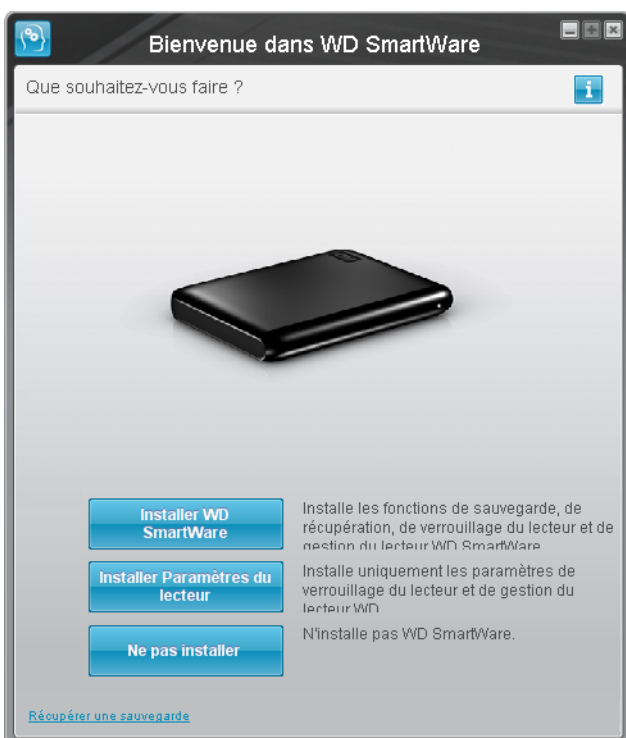 Bienvenue dans WD SmartWare
Que souhaitez-vous faire ?
i
Installer WD
SmartWare
Installe les fonctions de sauvegarde, de
récupération, de verrouillage du lecteur et de
gestion du lecteur WD SmartWare
Installer Paramètres du
lecteur
Installe uniquement les paramètres de
verrouillage du lecteur et de gestion du
lecteur WD
Ne pas installer
N'installe pas WD SmartWare.
Récupérer une sauvegarde